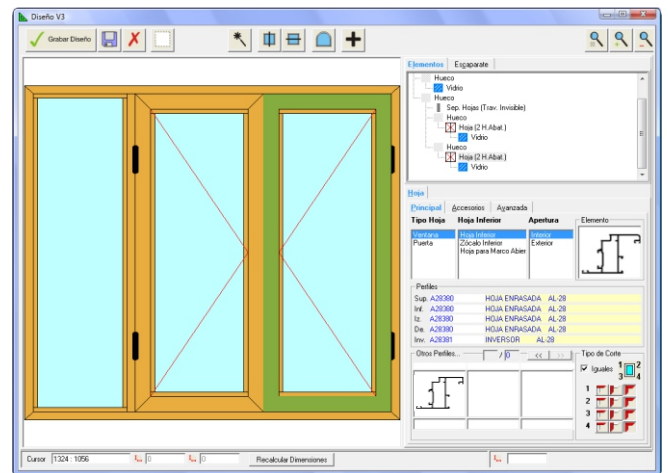 Diseño V3
Grabar Diseño
Elementos Escaparate
Hueco
Vidrio
Hueco
Sep. Hojas (Trav. Invisible)
Hueco
Hoja (2 H.Abat.)
Vidrio
Hueco
Hoja (2 H.Abat.)
Vidrio
Hoja
Principal Accesorios Avanzada
Tipo Hoja Hoja Inferior Apertura Elemento
Ventana Hoja Inferior Interior
Puerta Zócalo Inferior Exterior
Hoja para Marco Abier
Perfiles
Sup. A28380 HOJA ENRASADA AL-28
Inf. A28380 HOJA ENRASADA AL-28
Iz. A28380 HOJA ENRASADA AL-28
De. A28380 HOJA ENRASADA AL-28
Inv. A28381 INVERSOR AL-28
Otros Perfiles... / 0 << >> Tipo de Corte
Iguales 1 2
3 4
1
2
3
4
Cursor 1324 : 1056 0 0 Recalcular Dimensiones